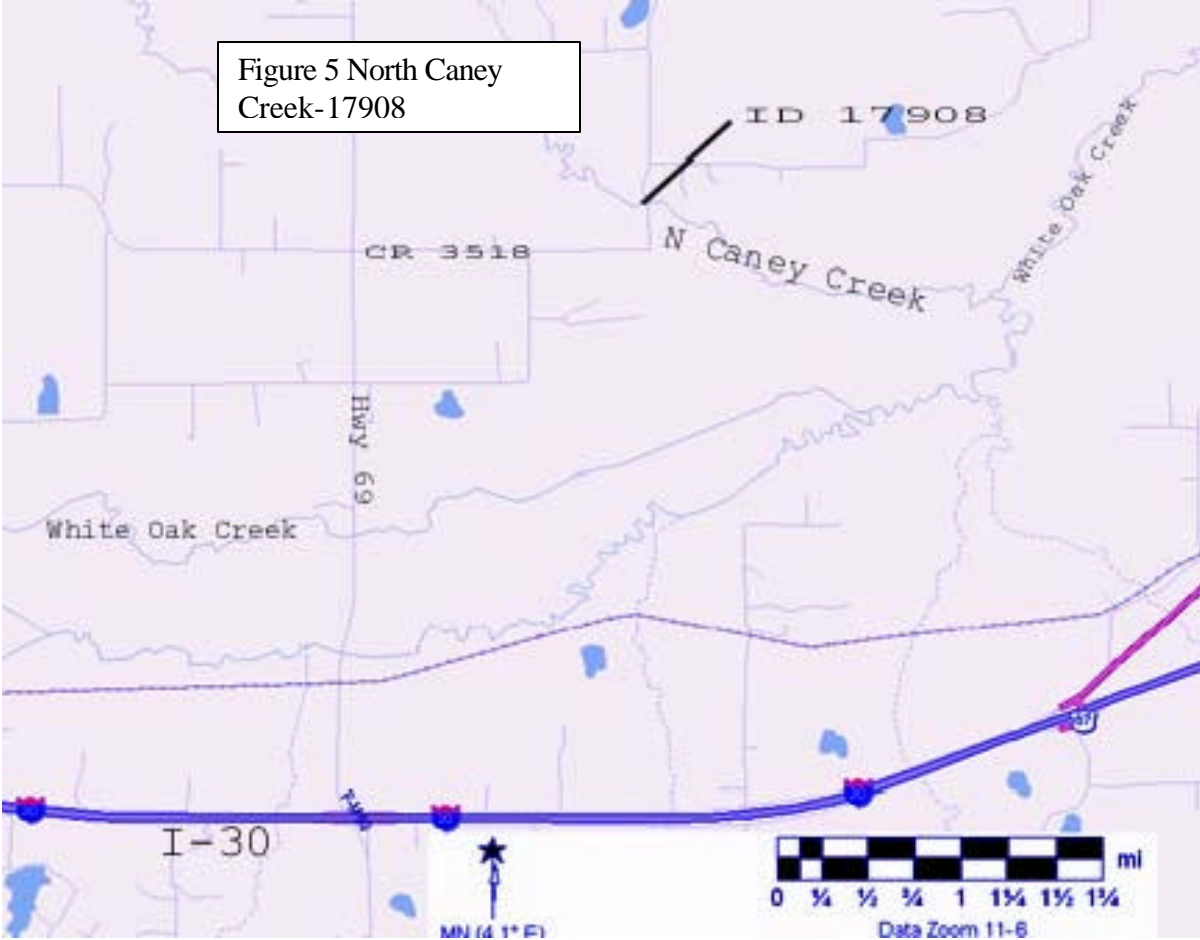 Figure 5 North Caney
Creek-17908
ID 17908
White Oak Creek
N Caney Creek
CR 3518
Hwy 69
White Oak Creek
I-30
mi
0 ¼ ½ ¾ 1 1¼ 1½ 1¾
MN (4.1° E)
Data Zoom 11-6